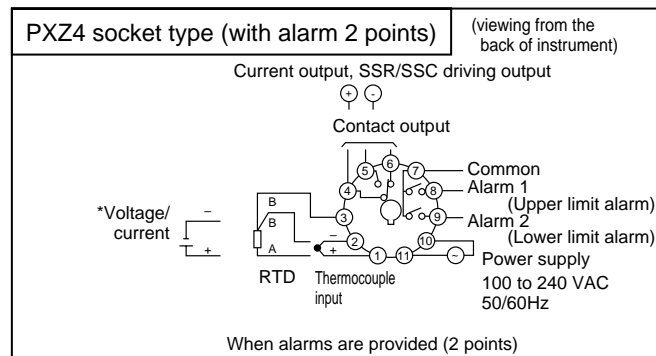 PXZ4 socket type (with alarm 2 points)
(viewing from the
back of instrument)
Current output, SSR/SSC driving output
+ -
Contact output
5 6 7 Common
4 8 Alarm 1
(Upper limit alarm)
B
*Voltage/
current
–
B
3 9 Alarm 2
(Lower limit alarm)
– 2 10
+ A + 1 11 ~ Power supply
RTD Thermocouple
input
100 to 240 VAC
50/60Hz
When alarms are provided (2 points)